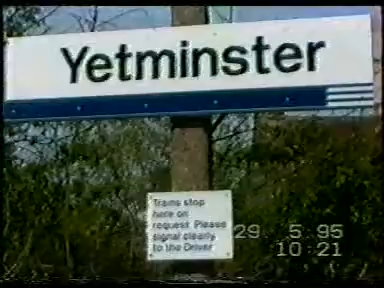 Yetminster
Trains stop
here on
request. Please
signal clearly
to the Driver
29 5 95
10:21